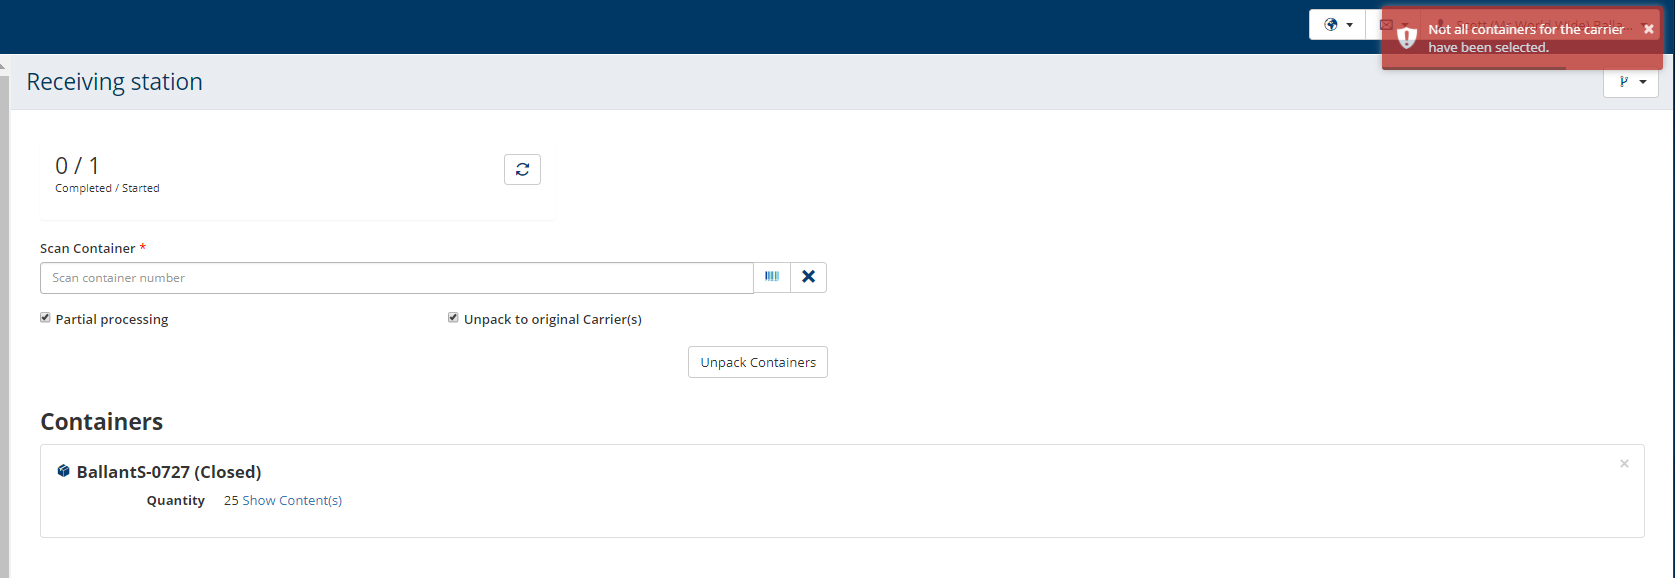 Not all containers for the carrier
have been selected.
Receiving station
0 / 1
Completed / Started
Scan Container *
Scan container number
Partial processing
Unpack to original Carrier(s)
Unpack Containers
Containers
BallantS-0727 (Closed)
Quantity 25 Show Content(s)